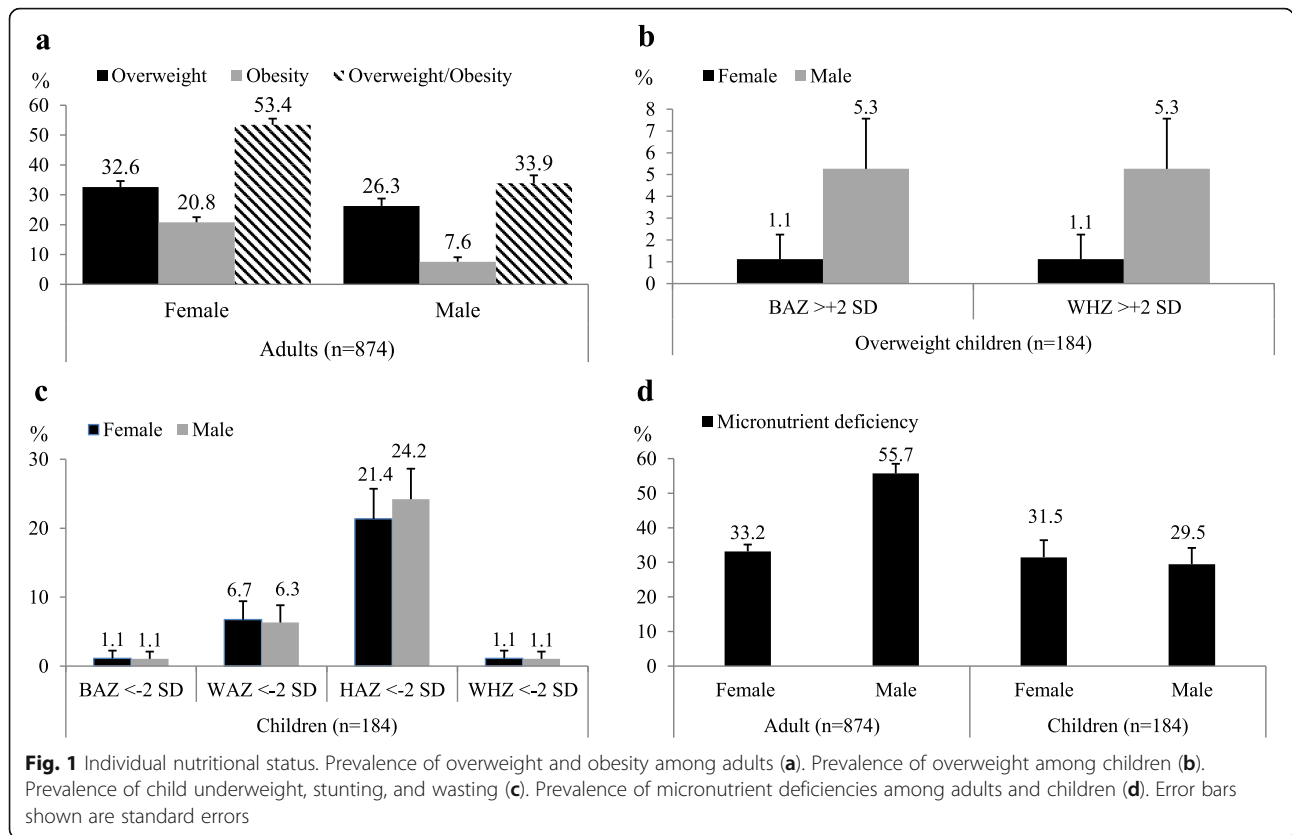 a
%
Overweight Obesity Overweight/Obesity
60
50
40
30
20
10
0
32.6
20.8
53.4
26.3
7.6
33.9
Female Male
Adults (n=874)
b
%
Female Male
8
7
6
5
4
3
2
1
0
1.1
5.3
1.1
5.3
BAZ >+2 SD WHZ >+2 SD
Overweight children (n=184)
c
%
Female Male
30
20
10
0
1.1 1.1
6.7 6.3
21.4 24.2
1.1 1.1
BAZ <-2 SD WAZ <-2 SD HAZ <-2 SD WHZ <-2 SD
Children (n=184)
d
%
Micronutrient deficiency
60
50
40
30
20
10
0
33.2
55.7
31.5
29.5
Female Male Female Male
Adult (n=874) Children (n=184)
Fig. 1 Individual nutritional status. Prevalence of overweight and obesity among adults (a). Prevalence of overweight among children (b).
Prevalence of child underweight, stunting, and wasting (c). Prevalence of micronutrient deficiencies among adults and children (d). Error bars
shown are standard errors